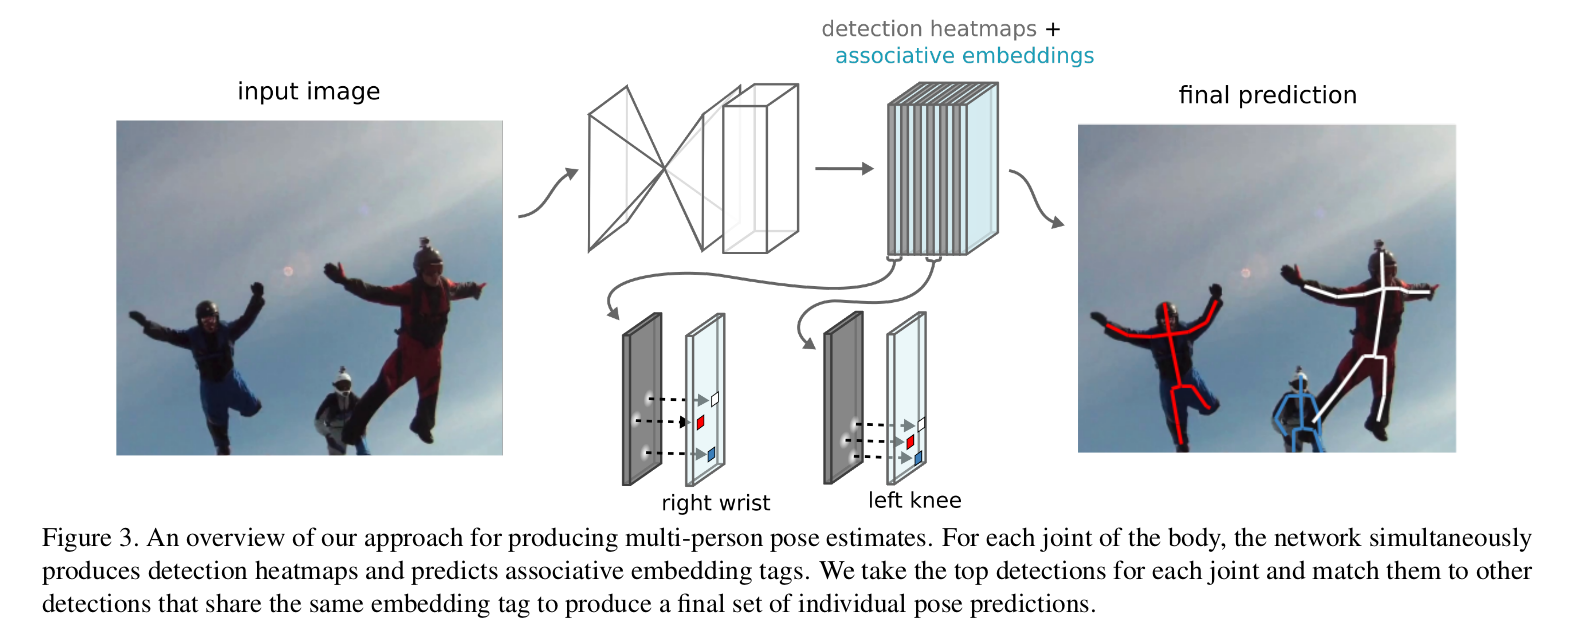 detection heatmaps +
associative embeddings
input image
final prediction
right wrist
left knee
Figure 3. An overview of our approach for producing multi-person pose estimates. For each joint of the body, the network simultaneously
produces detection heatmaps and predicts associative embedding tags. We take the top detections for each joint and match them to other
detections that share the same embedding tag to produce a final set of individual pose predictions.